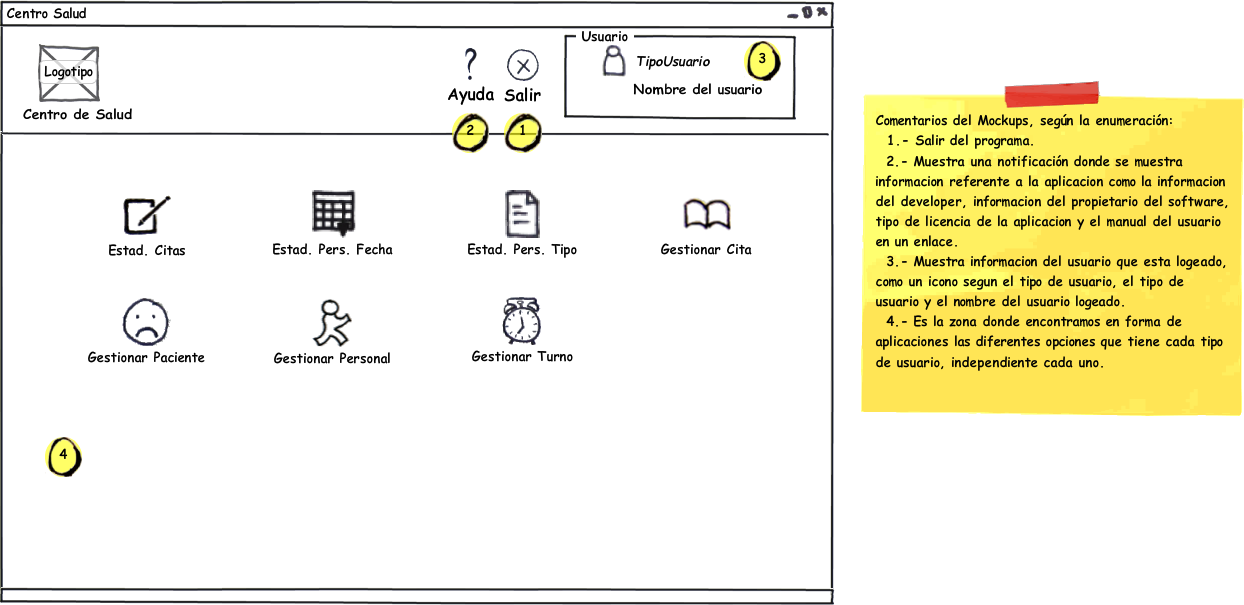 Centro Salud
Usuario
Logotipo
TipoUsuario
3
Ayuda
Salir
Nombre del usuario
Centro de Salud
2
1
Estad. Citas
Estad. Pers. Fecha
Estad. Pers. Tipo
Gestionar Cita
Gestionar Paciente
Gestionar Personal
Gestionar Turno
4
Comentarios del Mockups, según la enumeración:
1.- Salir del programa.
2.- Muestra una notificación donde se muestra
informacion referente a la aplicacion como la informacion
del developer, informacion del propietario del software,
tipo de licencia de la aplicacion y el manual del usuario
en un enlace.
3.- Muestra informacion del usuario que esta logeado,
como un icono segun el tipo de usuario, el tipo de
usuario y el nombre del usuario logeado.
4.- Es la zona donde encontramos en forma de
aplicaciones las diferentes opciones que tiene cada tipo
de usuario, independiente cada uno.